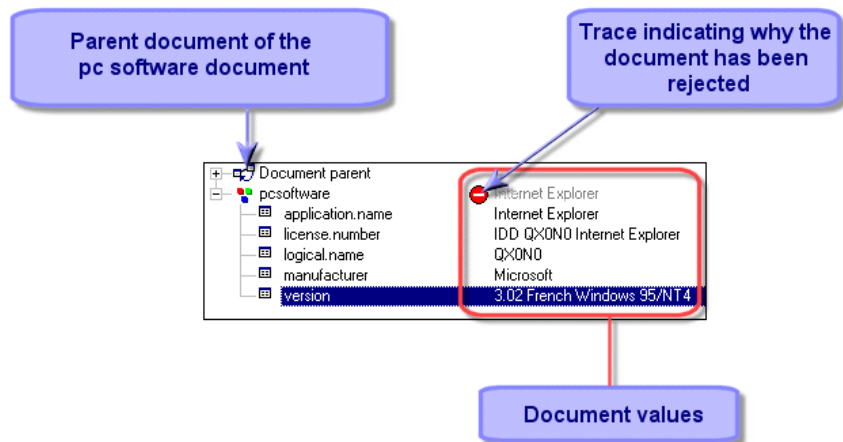 Parent document of the
pc software document
Trace indicating why the
document has been
rejected
Document parent
pcsoftware Internet Explorer
application.name Internet Explorer
license.number IDD QX0N0 Internet Explorer
logical.name QX0N0
manufacturer Microsoft
version 3.02 French Windows 95/NT4
Document values